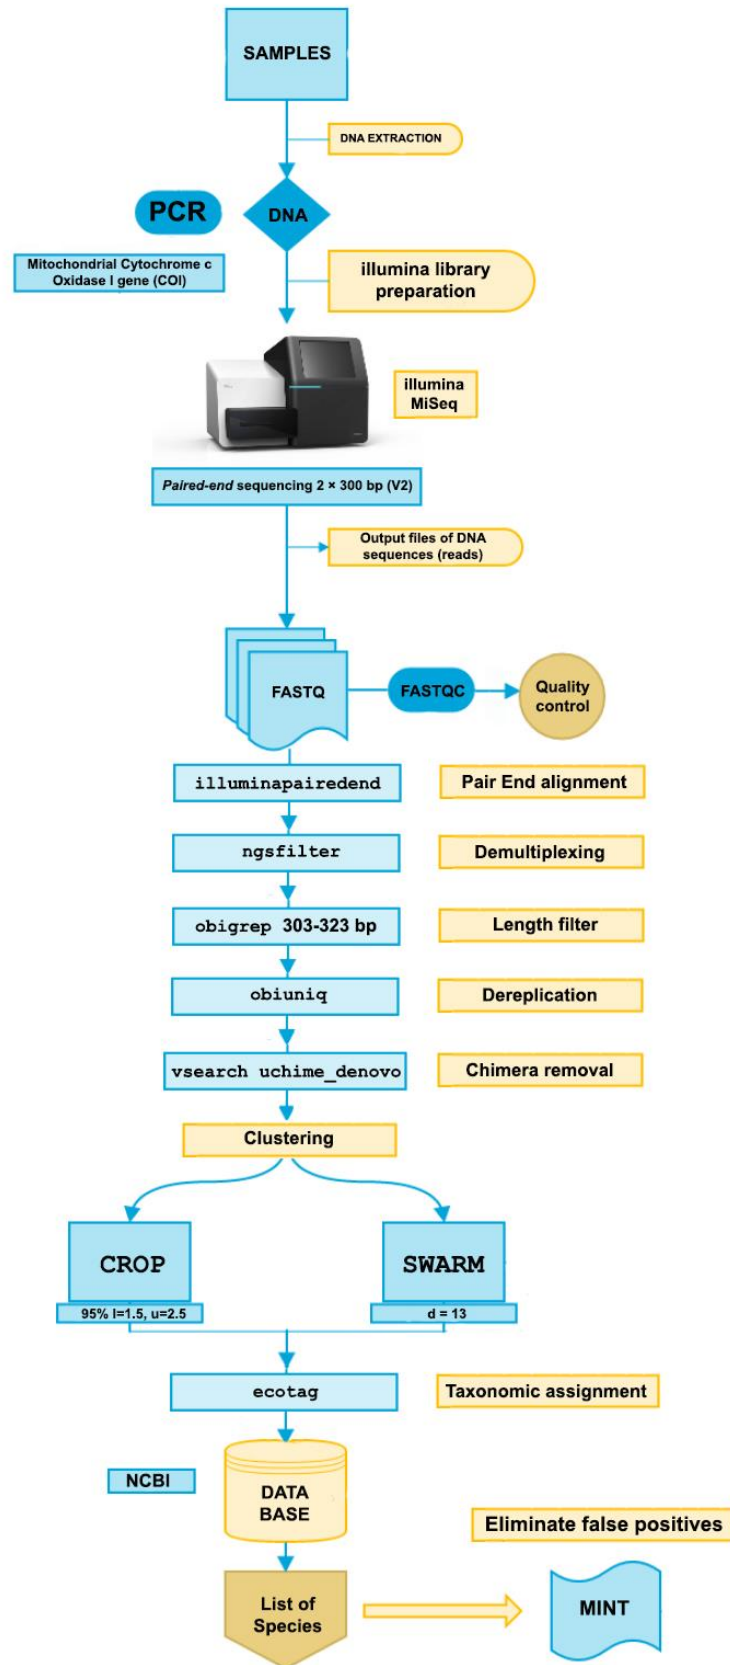 SAMPLES
DNA EXTRACTION
PCR
DNA
Mitochondrial Cytochrome c
Oxidase I gene (COI)
illumina library
preparation
illumina
MiSeq
Paired-end sequencing 2 × 300 bp (V2)
Output files of DNA
sequences (reads)
FASTQ
FASTQC
Quality
control
illuminapairedend
Pair End alignment
ngsfilter
Demultiplexing
obigrep 303-323 bp
Length filter
obiuniq
Dereplication
vsearch uchime_denovo
Chimera removal
Clustering
CROP
SWARM
95% l=1.5, u=2.5
d = 13
ecotag
Taxonomic assignment
NCBI
DATA
BASE
Eliminate false positives
List of
Species
MINT